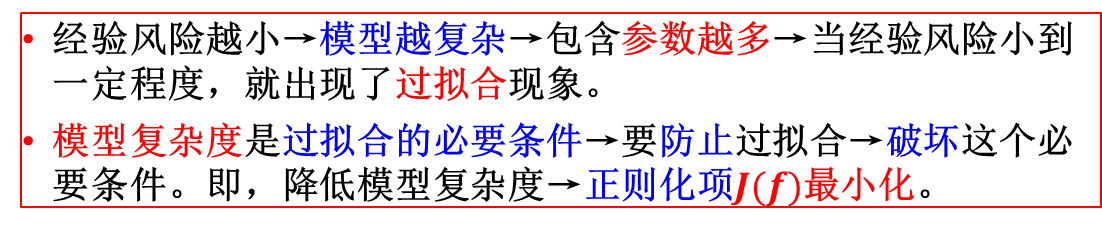 • 经验风险越小→模型越复杂→包含参数越多→当经验风险小到
一定程度，就出现了过拟合现象。
• 模型复杂度是过拟合的必要条件→要防止过拟合→破坏这个必
要条件。即，降低模型复杂度→正则化项J(f)最小化。